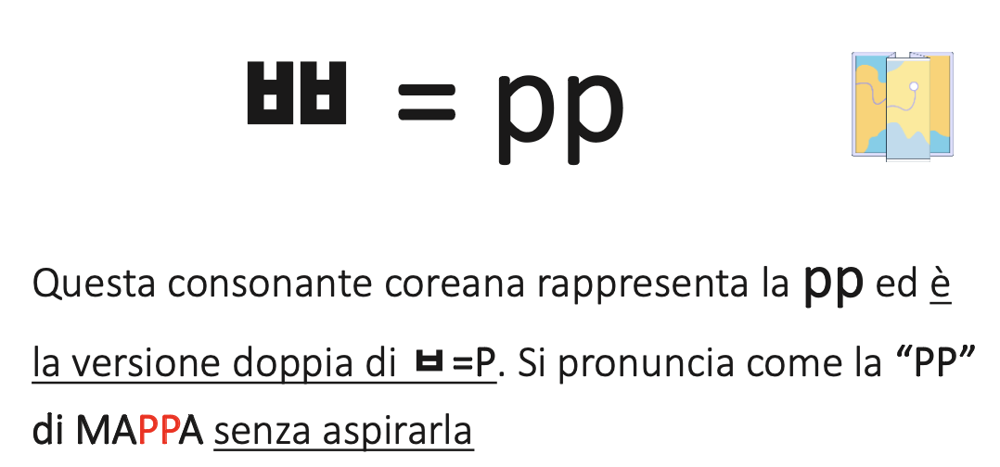 ㅃ = pp
Questa consonante coreana rappresenta la pp ed è
la versione doppia di ㅂ=P. Si pronuncia come la “PP”
di MAPPA senza aspirarla